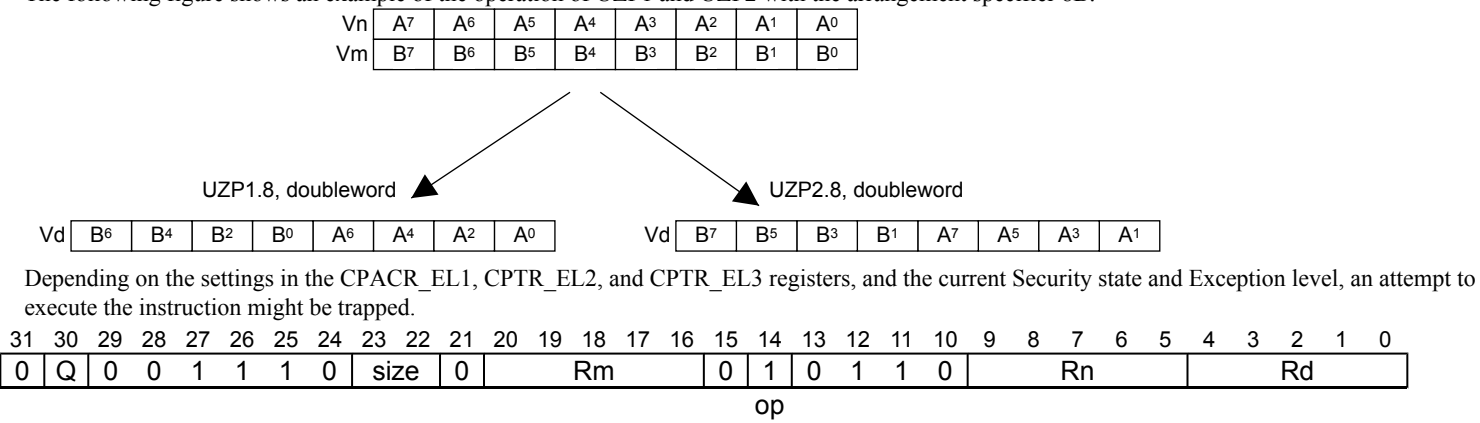 The following figure shows an example of the operation of UZP1 and UZP2 with the arrangement specifier 8B.
Vn A7 A6 A5 A4 A3 A2 A1 A0
Vm B7 B6 B5 B4 B3 B2 B1 B0
UZP1.8, doubleword UZP2.8, doubleword
Vd B6 B4 B2 B0 A6 A4 A2 A0 Vd B7 B5 B3 B1 A7 A5 A3 A1
Depending on the settings in the CPACR_EL1, CPTR_EL2, and CPTR_EL3 registers, and the current Security state and Exception level, an attempt to
execute the instruction might be trapped.
31 30 29 28 27 26 25 24 23 22 21 20 19 18 17 16 15 14 13 12 11 10 9 8 7 6 5 4 3 2 1 0
0 Q 0 0 1 1 1 0 size 0 Rm 0 1 0 1 1 0 Rn Rd
op